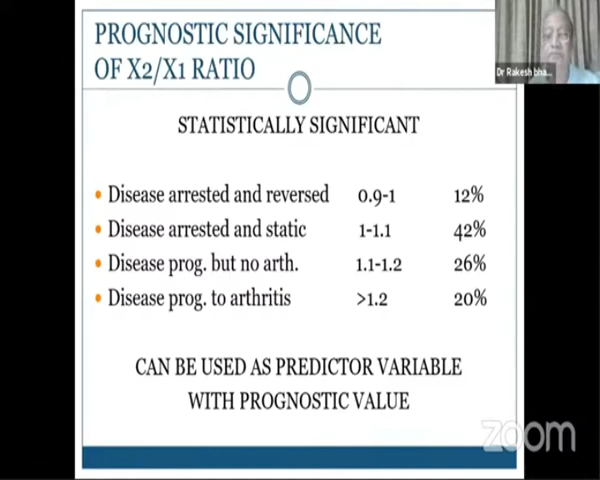 PROGNOSTIC SIGNIFICANCE
OF X2/X1 RATIO
Dr Rakesh bha...
STATISTICALLY SIGNIFICANT
• Disease arrested and reversed 0.9-1 12%
• Disease arrested and static 1-1.1 42%
• Disease prog. but no arth. 1.1-1.2 26%
• Disease prog. to arthritis >1.2 20%
CAN BE USED AS PREDICTOR VARIABLE
WITH PROGNOSTIC VALUE
zoom